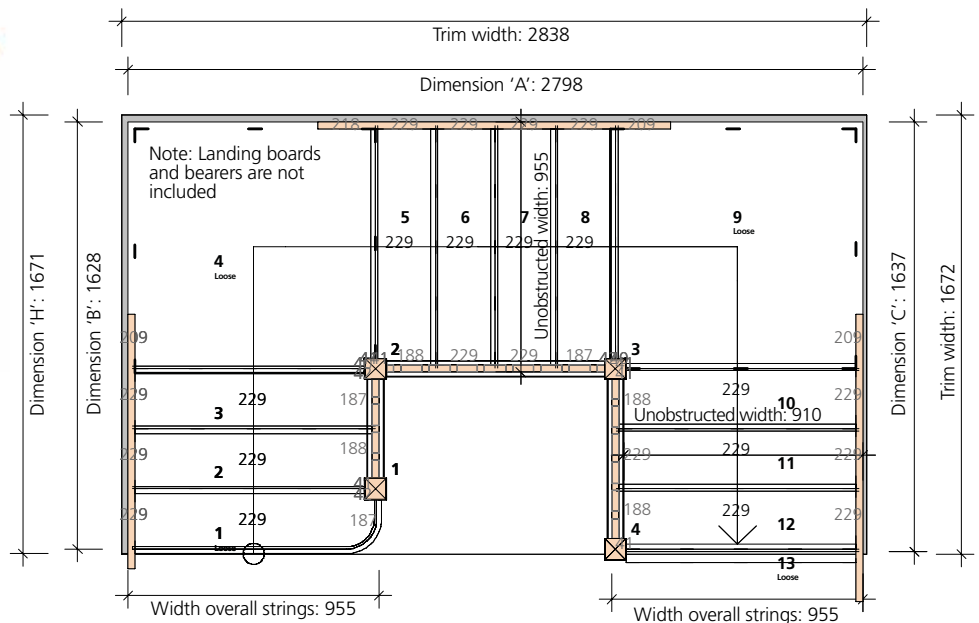 Trim width: 2838
Dimension ‘A’: 2798
218 229 229 229 229 209
Note: Landing boards
and bearers are not
included
Unobstructed width: 955
5 6 7 8
229 229 229 229
9
Loose
4
Loose
Dimension ‘H’: 1671
Dimension ‘B’: 1628
Dimension ‘C’: 1637
Trim width: 1672
209
209
2
188 229 229 187
3
229
3
229
187
188
229
10
229
Unobstructed width: 910
229
2
229
188
1
229
229
11
229
229
1
Loose
229
187
188
4
229
12
229
13
Loose
Width overall strings: 955
Width overall strings: 955